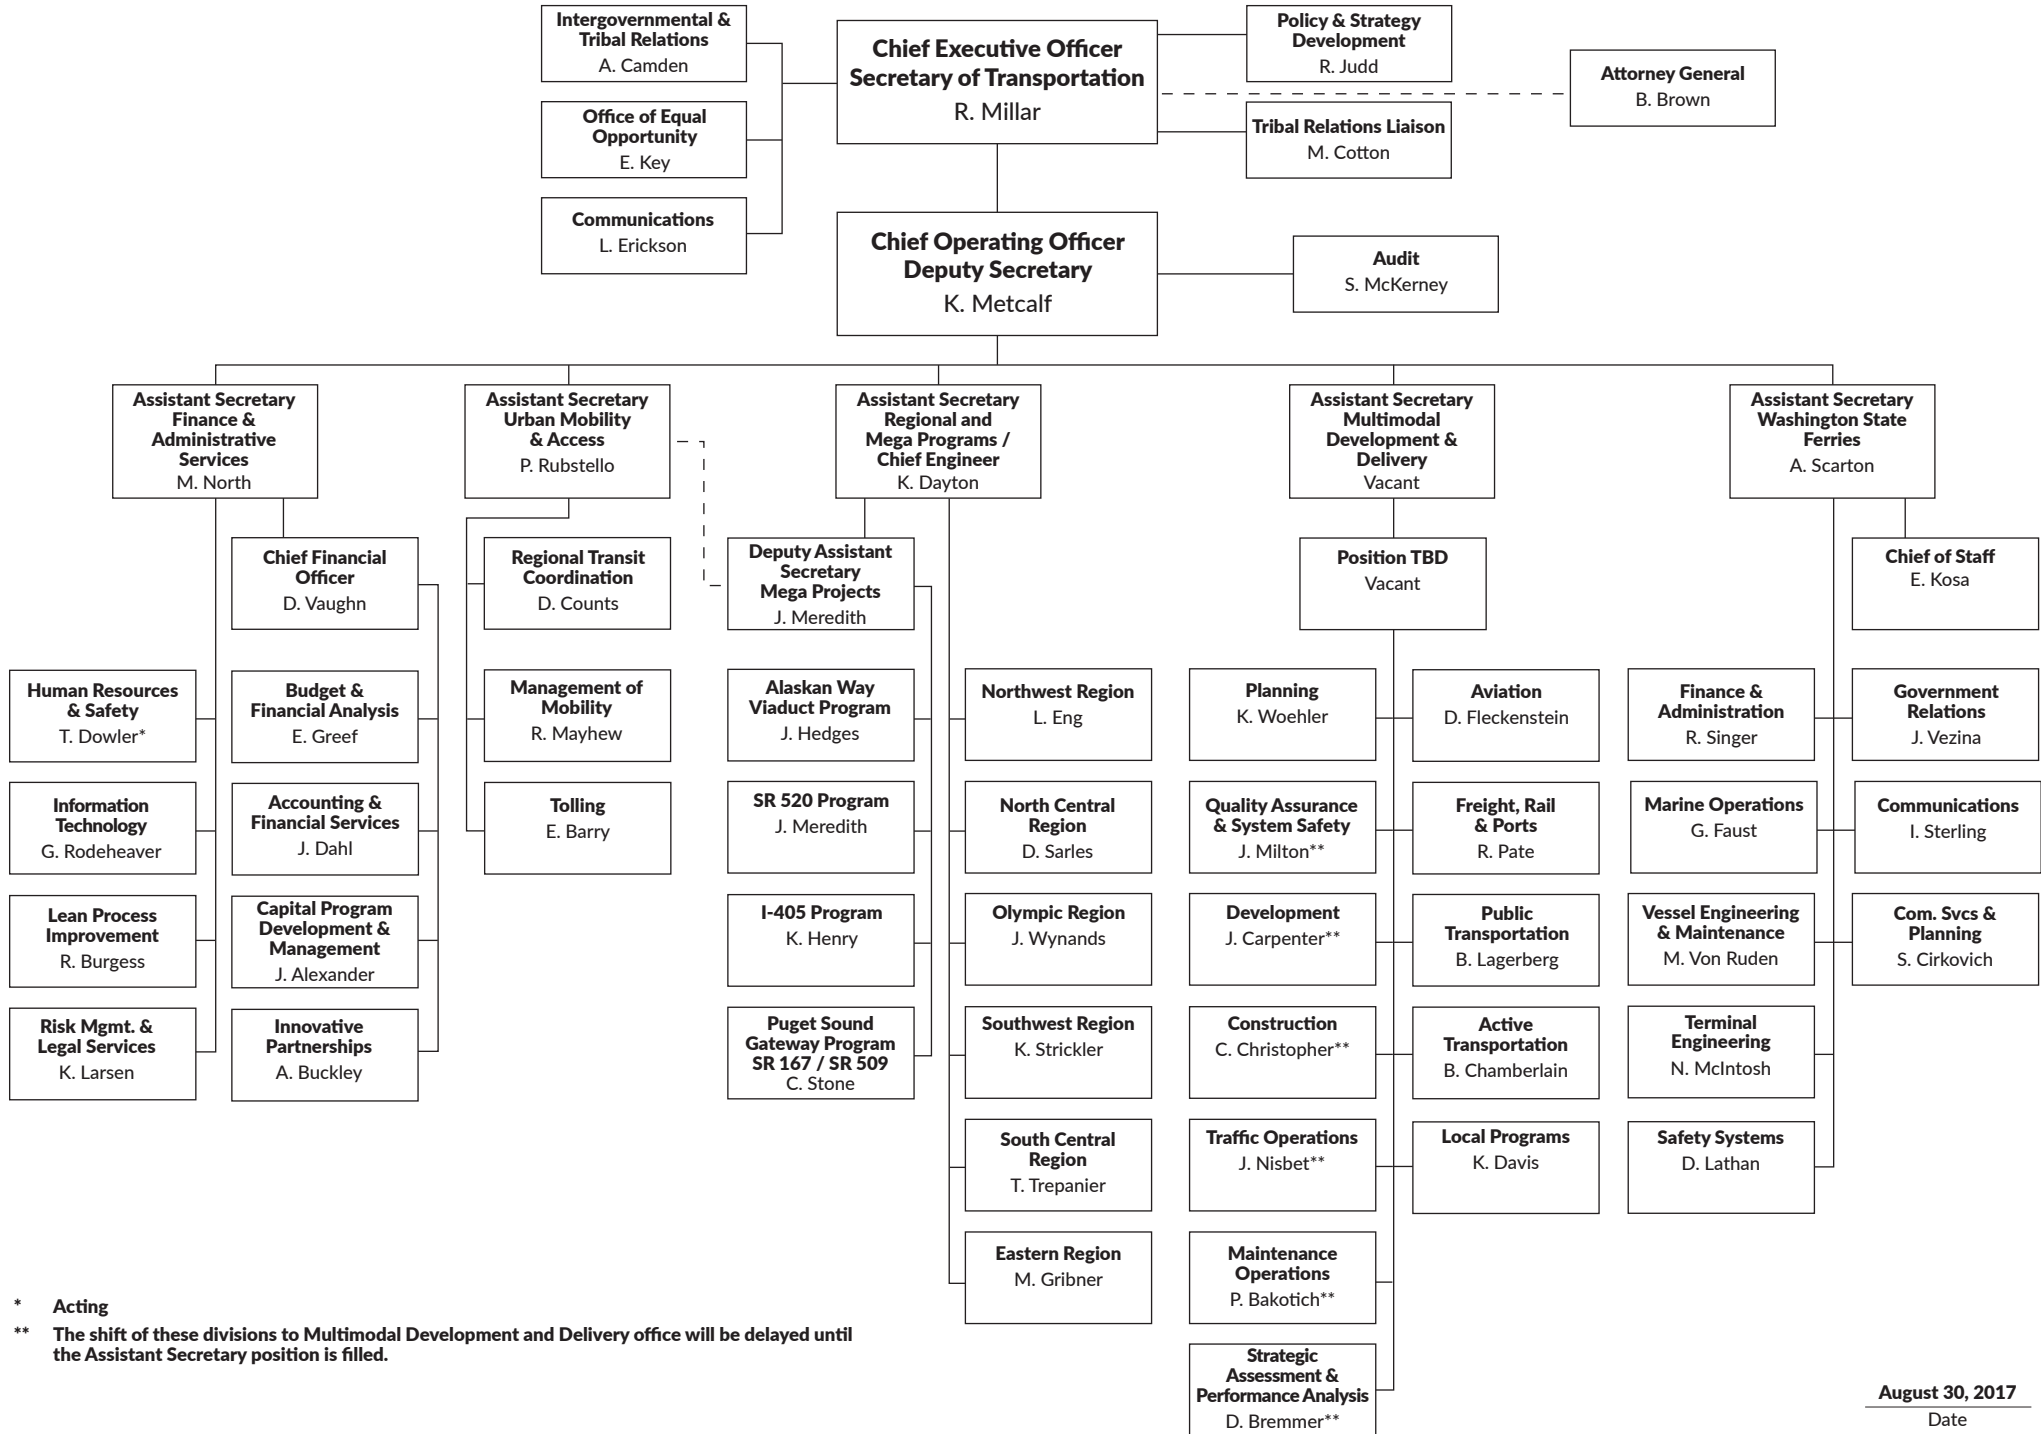 Intergovernmental &
Tribal Relations
A. Camden
Office of Equal
Opportunity
E. Key
Communications
L. Erickson
Chief Executive Officer
Secretary of Transportation
R. Millar
Policy & Strategy
Development
R. Judd
Tribal Relations Liaison
M. Cotton
Attorney General
B. Brown
Chief Operating Officer
Deputy Secretary
K. Metcalf
Audit
S. McKerney
Assistant Secretary
Finance &
Administrative
Services
M. North
Assistant Secretary
Urban Mobility
& Access
P. Rubstello
Assistant Secretary
Regional and
Mega Programs /
Chief Engineer
K. Dayton
Assistant Secretary
Multimodal
Development &
Delivery
Vacant
Assistant Secretary
Washington State
Ferries
A. Scarton
Chief Financial
Officer
D. Vaughn
Regional Transit
Coordination
D. Counts
Deputy Assistant
Secretary
Mega Projects
J. Meredith
Position TBD
Vacant
Chief of Staff
E. Kosa
Human Resources
& Safety
T. Dowler*
Budget &
Financial Analysis
E. Greef
Management of
Mobility
R. Mayhew
Alaskan Way
Viaduct Program
J. Hedges
Northwest Region
L. Eng
Planning
K. Woehler
Aviation
D. Fleckenstein
Finance &
Administration
R. Singer
Government
Relations
J. Vezina
Information
Technology
G. Rodeheaver
Accounting &
Financial Services
J. Dahl
Tolling
E. Barry
SR 520 Program
J. Meredith
North Central
Region
D. Sarles
Quality Assurance
& System Safety
J. Milton**
Freight, Rail
& Ports
R. Pate
Marine Operations
G. Faust
Communications
I. Sterling
Lean Process
Improvement
R. Burgess
Capital Program
Development &
Management
J. Alexander
I-405 Program
K. Henry
Olympic Region
J. Wynands
Development
J. Carpenter**
Public
Transportation
B. Lagerberg
Vessel Engineering
& Maintenance
M. Von Ruden
Com. Svcs &
Planning
S. Cirkovich
Risk Mgmt. &
Legal Services
K. Larsen
Innovative
Partnerships
A. Buckley
Puget Sound
Gateway Program
SR 167 / SR 509
C. Stone
Southwest Region
K. Strickler
Construction
C. Christopher**
Active
Transportation
B. Chamberlain
Terminal
Engineering
N. McIntosh
South Central
Region
T. Trepanier
Traffic Operations
J. Nisbet**
Local Programs
K. Davis
Safety Systems
D. Lathan
Eastern Region
M. Gribner
Maintenance
Operations
P. Bakotich**
Strategic
Assessment &
Performance Analysis
D. Bremmer**
* Acting
** The shift of these divisions to Multimodal Development and Delivery office will be delayed until
the Assistant Secretary position is filled.
August 30, 2017
Date